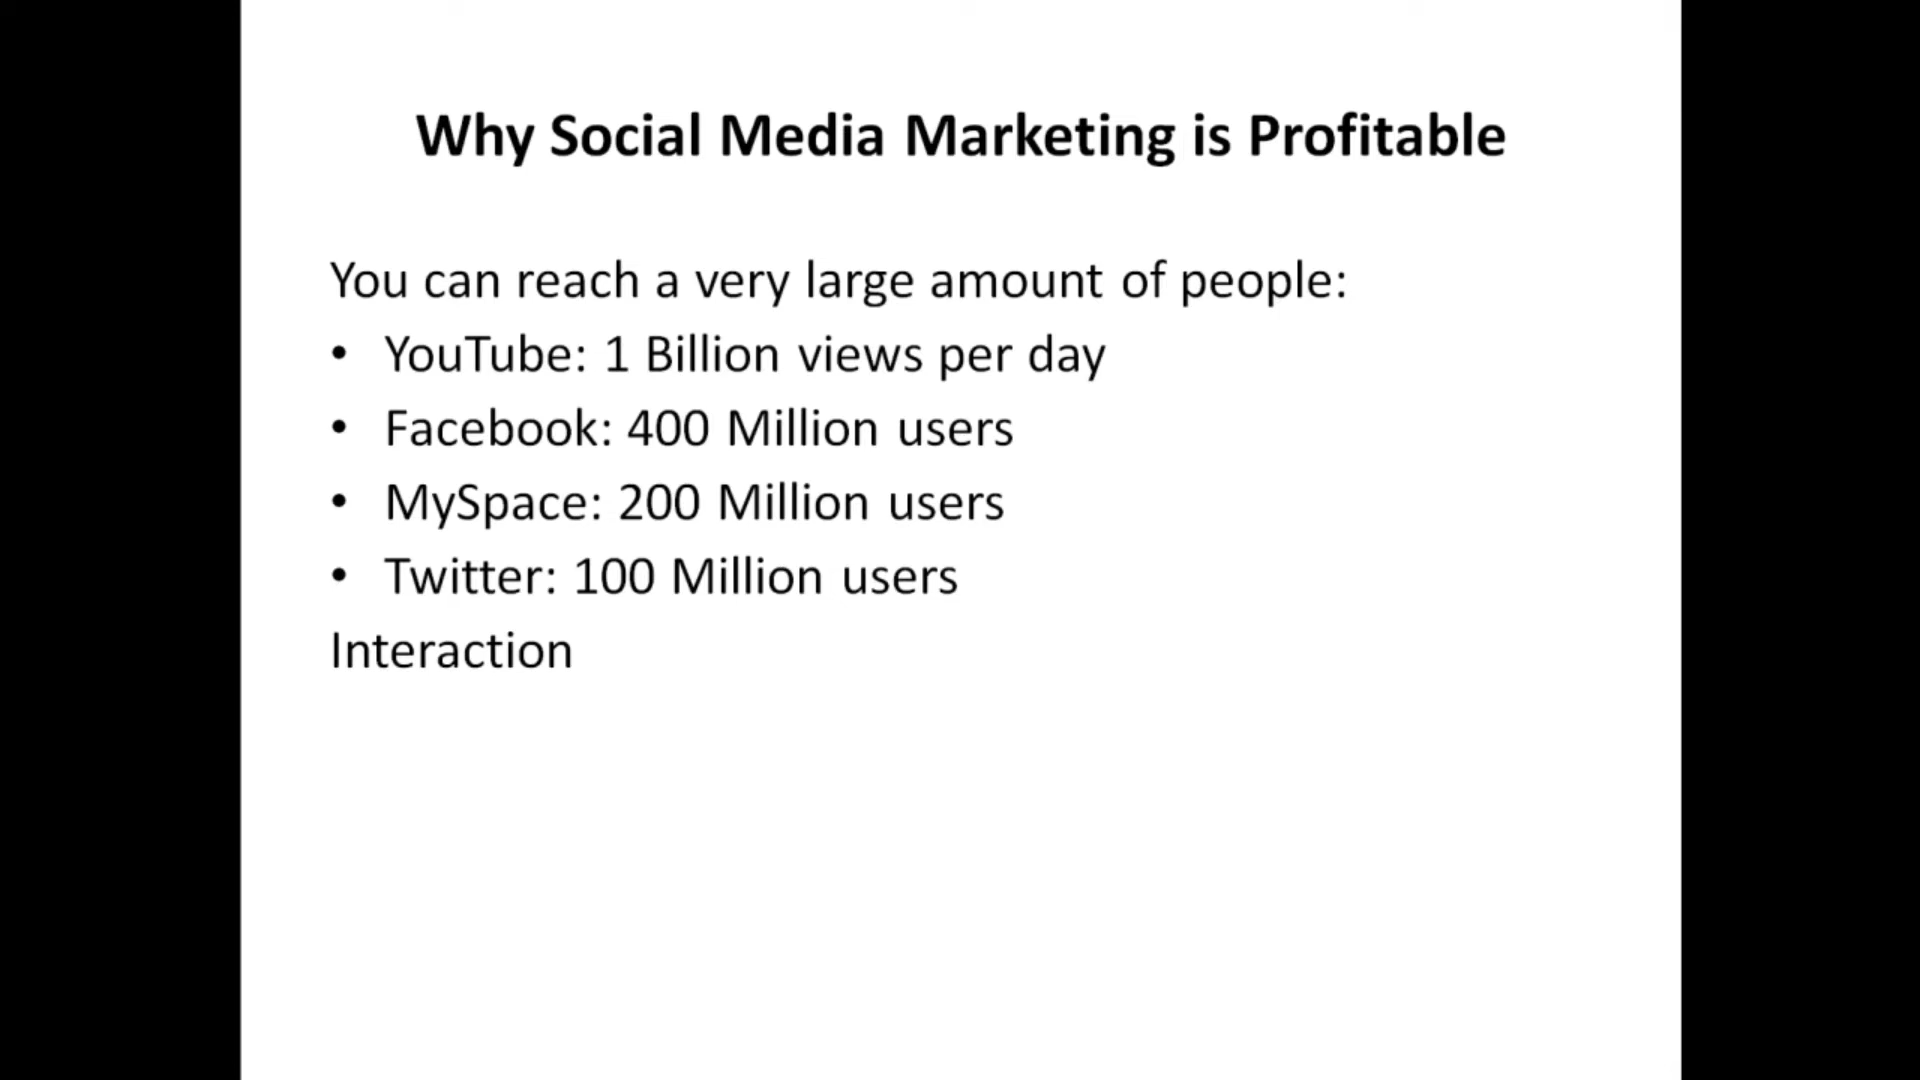 Why Social Media Marketing is Profitable
You can reach a very large amount of people:
• YouTube: 1 Billion views per day
• Facebook: 400 Million users
• MySpace: 200 Million users
• Twitter: 100 Million users
Interaction